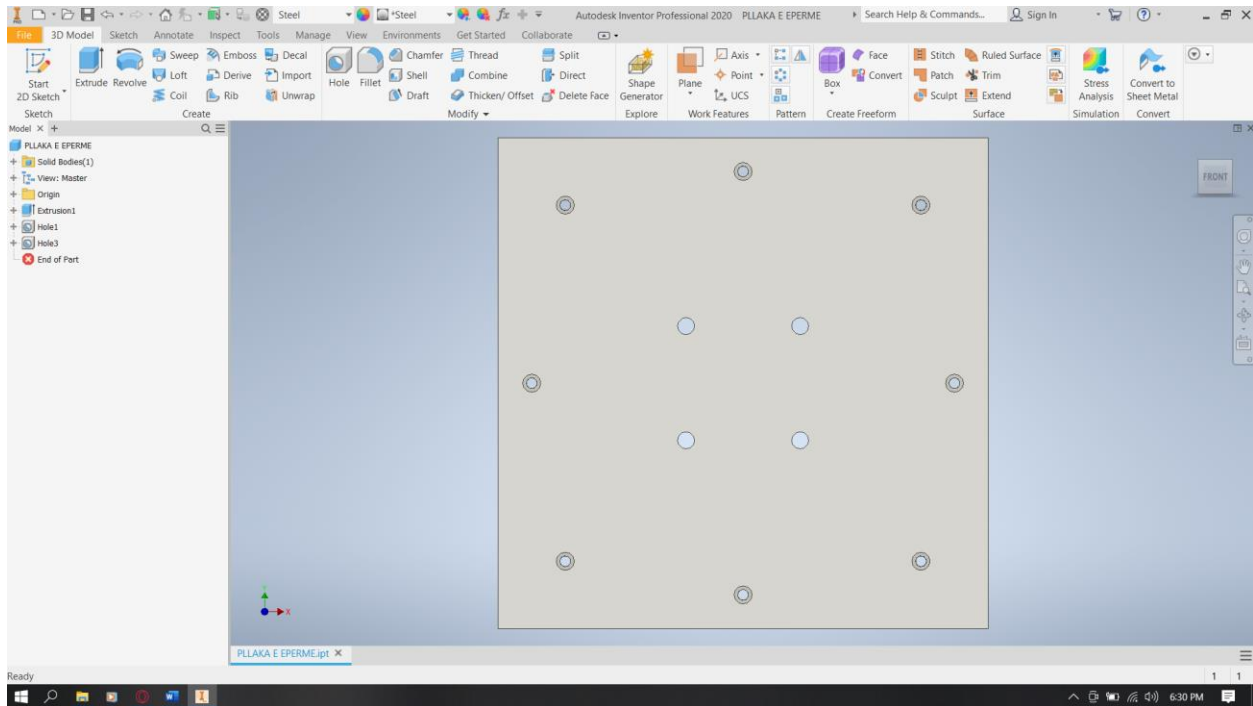 Steel *Steel Autodesk Inventor Professional 2020 PLLAKA E EPERME Search Help & Commands... Sign In
File 3D Model Sketch Annotate Inspect Tools Manage View Environments Get Started Collaborate
Start 2D Sketch
Sketch
Extrude Revolve Sweep Emboss Decal
Loft Derive Import
Coil Rib Unwrap
Create
Hole Fillet Chamfer Thread Split
Shell Combine Direct
Draft Thicken/ Offset Delete Face
Modify
Shape Generator
Explore
Plane Axis
Point
UCS
Work Features
Pattern
Box Face
Convert
Create Freeform
Stitch Ruled Surface
Patch Trim
Sculpt Extend
Surface
Stress Analysis
Simulation
Convert to Sheet Metal
Convert
Model
PLLAKA E EPERME
Solid Bodies(1)
View: Master
Origin
Extrusion1
Hole1
Hole3
End of Part
FRONT
X
PLLAKA E EPERME.ipt
Ready 1 1
6:30 PM